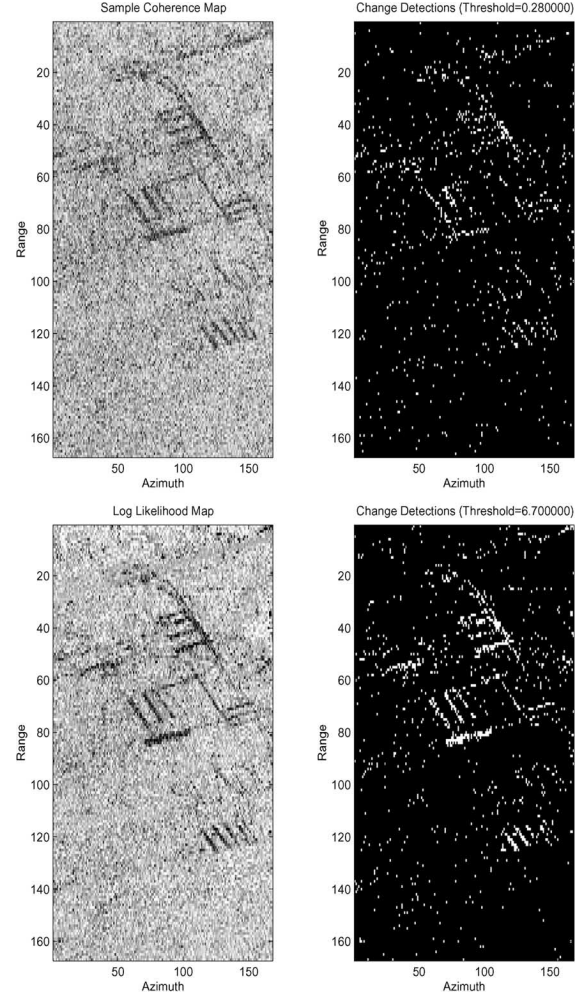 Sample Coherence Map
Change Detections (Threshold=0.280000)
20
40
60
80
100
120
140
160
Range
50 100 150
Azimuth
20
40
60
80
100
120
140
160
Range
50 100 150
Azimuth
Log Likelihood Map
Change Detections (Threshold=6.700000)
20
40
60
80
100
120
140
160
Range
50 100 150
Azimuth
20
40
60
80
100
120
140
160
Range
50 100 150
Azimuth